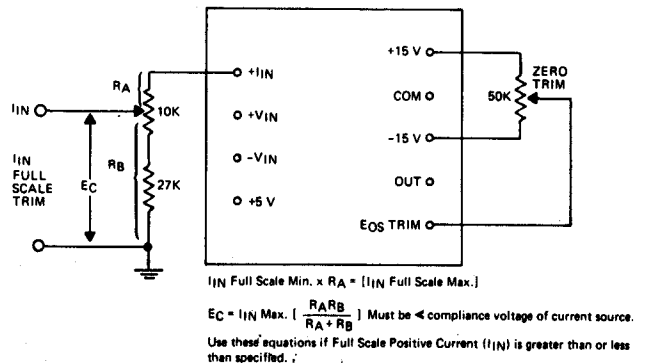 +15 V
ZERO
TRIM
+IIN
RA
10K
IIN
COM
50K
+VIN
-15 V
RB
-VIN
IIN
FULL
SCALE
TRIM
EC
27K
OUT
+5 V
EOS TRIM
IIN Full Scale Min. x RA = [IIN Full Scale Max.]
EC = IIN Max. [ RARB / RA + RB ] Must be < compliance voltage of current source.
Use these equations if Full Scale Positive Current (IIN) is greater than or less
than specified.